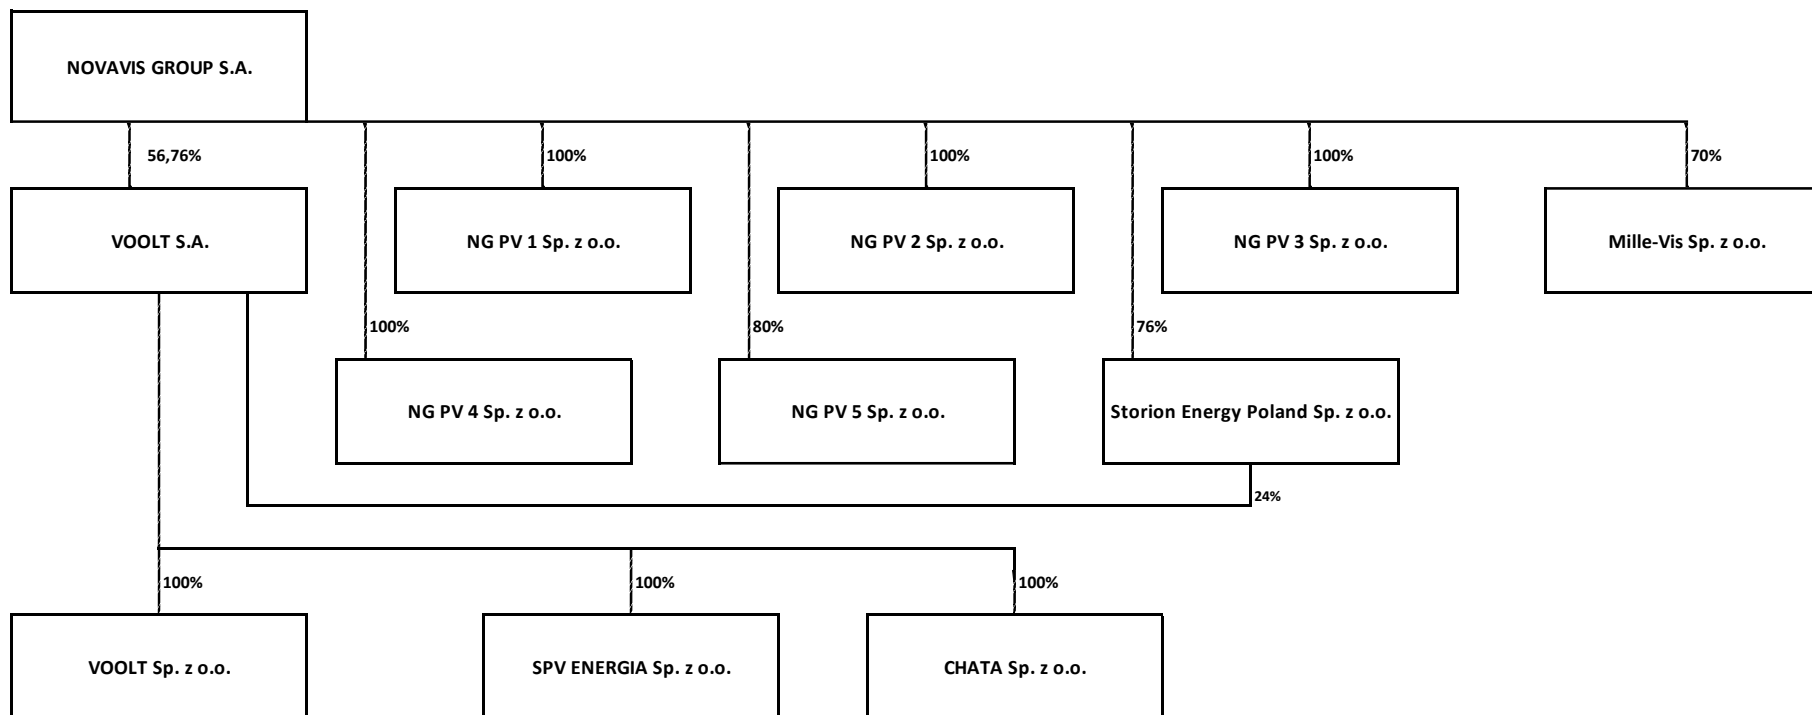 NOVAVIS GROUP S.A.
56,76%
100%
100%
100%
70%
VOOLT S.A.
NG PV 1 Sp. z o.o.
NG PV 2 Sp. z o.o.
NG PV 3 Sp. z o.o.
Mille-Vis Sp. z o.o.
100%
80%
76%
NG PV 4 Sp. z o.o.
NG PV 5 Sp. z o.o.
Storion Energy Poland Sp. z o.o.
24%
100%
100%
100%
VOOLT Sp. z o.o.
SPV ENERGIA Sp. z o.o.
CHATA Sp. z o.o.